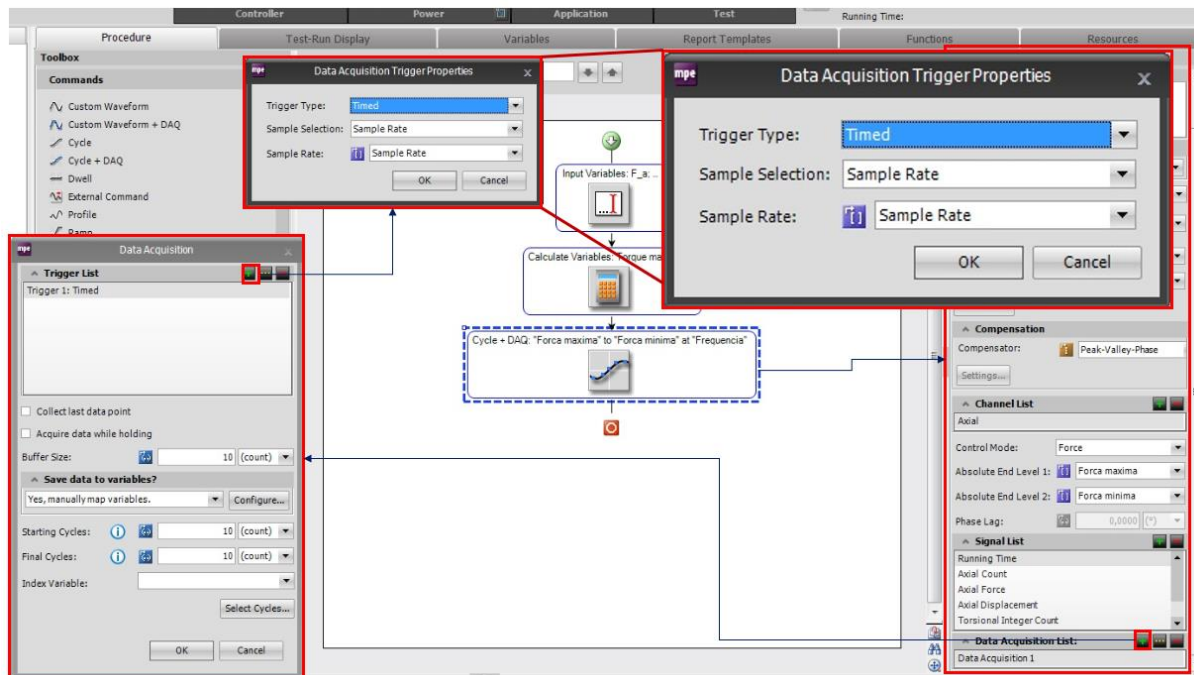 Controller Power Application Test Running Time:
Procedure Test-Run Display Variables Report Templates Functions Resources
Toolbox
Commands
Custom Waveform
Custom Waveform + DAQ
Cycle
Cycle + DAQ
Dwell
External Command
Profile
Ramp
mpe Data Acquisition Trigger Properties x
Trigger Type: Timed
Sample Selection: Sample Rate
Sample Rate: Sample Rate
OK Cancel
mpe Data Acquisition Trigger Properties x
Trigger Type: Timed
Sample Selection: Sample Rate
Sample Rate: Sample Rate
OK Cancel
Input Variables: F_a; ..
Calculate Variables: Torque ma
Cycle + DAQ: "Forca maxima" to "Forca minima" at "Frequencia"
mpe Data Acquisition x
Trigger List
Trigger 1: Timed
Collect last data point
Acquire data while holding
Buffer Size: 10 (count)
Save data to variables?
Yes, manually map variables. Configure...
Starting Cycles: 10 (count)
Final Cycles: 10 (count)
Index Variable:
Select Cycles...
OK Cancel
Compensation
Compensator: Peak-Valley-Phase
Settings...
Channel List
Axial
Control Mode: Force
Absolute End Level 1: Forca maxima
Absolute End Level 2: Forca minima
Phase Lag: 0,0000 (°)
Signal List
Running Time
Axial Count
Axial Force
Axial Displacement
Torsional Integer Count
Data Acquisition List:
Data Acquisition 1